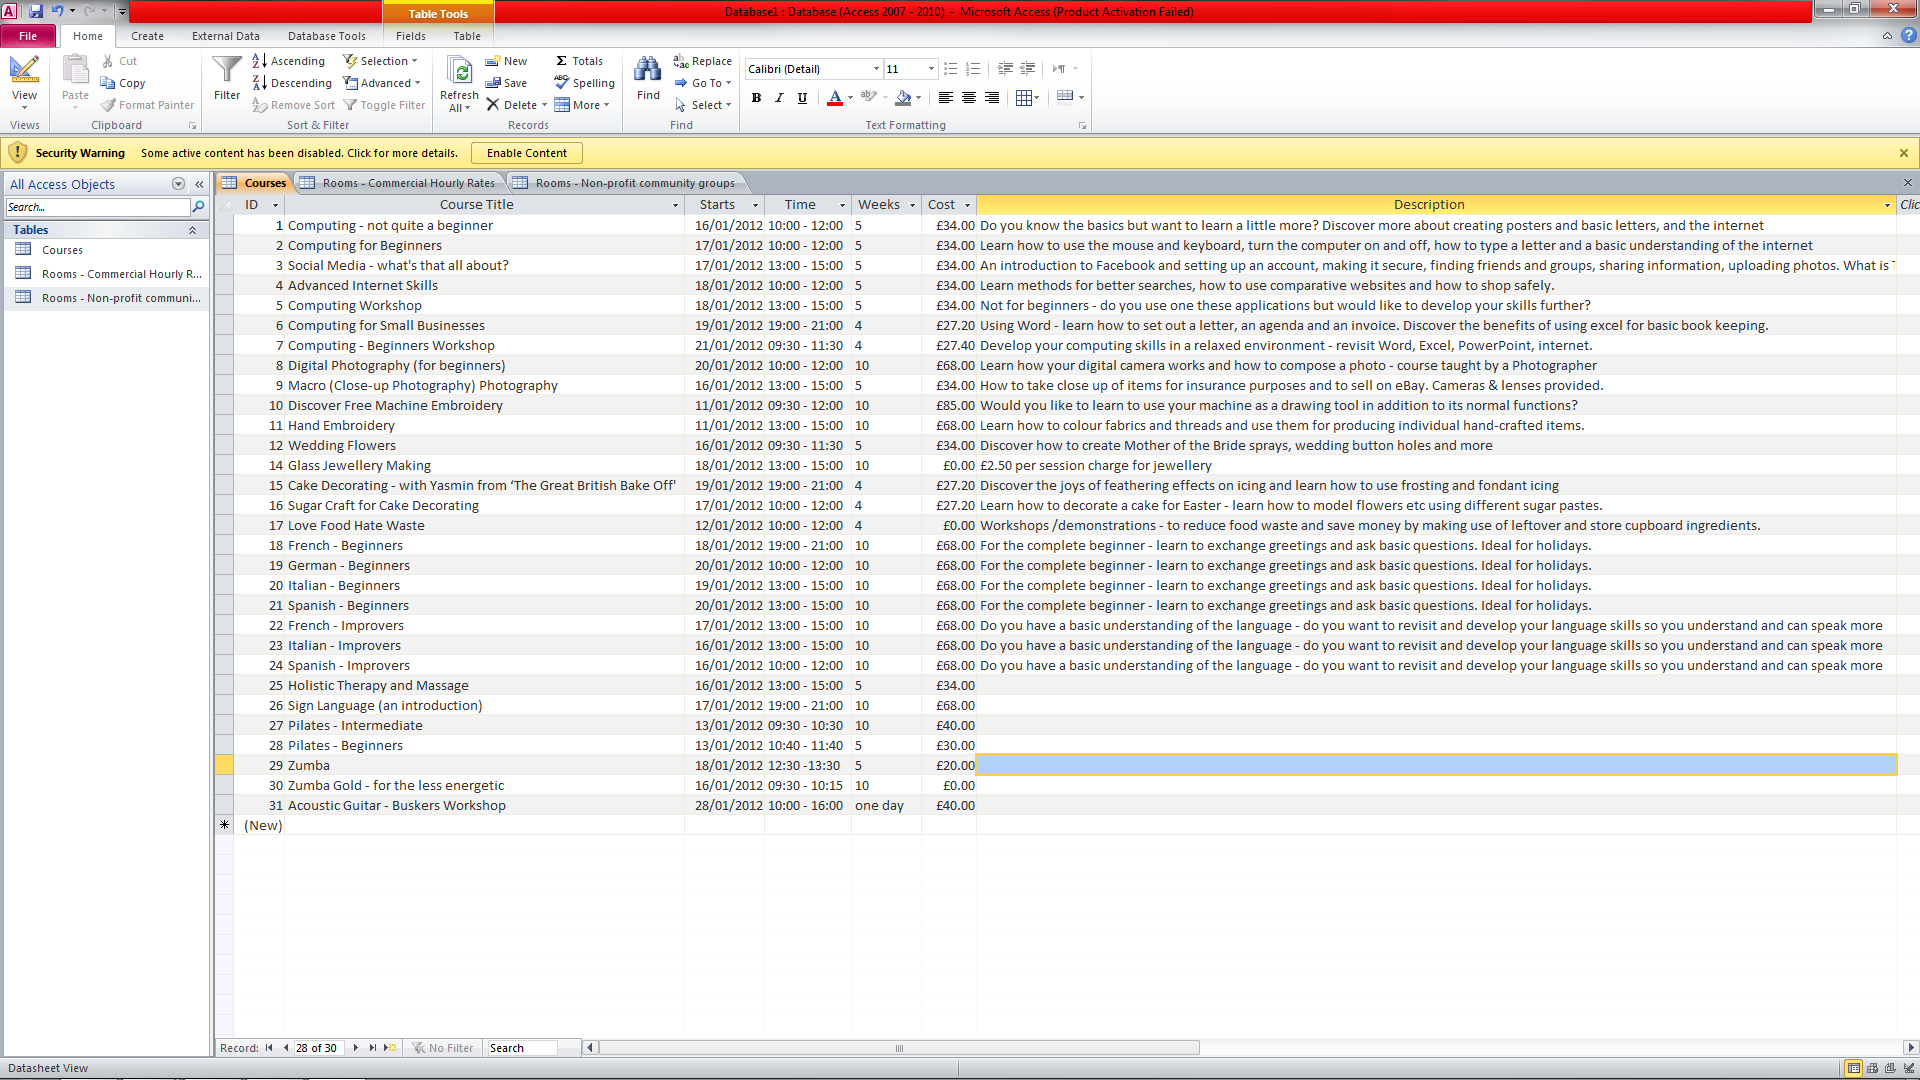 Table Tools
Database1 : Database (Access 2007 - 2010) - Microsoft Access (Product Activation Failed)
File Home Create External Data Database Tools Fields Table
View
Views
Paste
Cut
Copy
Format Painter
Clipboard
Filter
Ascending
Descending
Remove Sort
Selection
Advanced
Toggle Filter
Sort & Filter
Refresh All
New
Save
Delete
Totals
Spelling
More
Records
Find
Replace
Go To
Select
Find
Calibri (Detail) 11
B I U A
Text Formatting
Security Warning Some active content has been disabled. Click for more details. Enable Content
All Access Objects
Search...
Tables
Courses
Rooms - Commercial Hourly R...
Rooms - Non-profit communi...
Courses Rooms - Commercial Hourly Rates Rooms - Non-profit community groups
ID Course Title Starts Time Weeks Cost Description Clic
1 Computing - not quite a beginner 16/01/2012 10:00 - 12:00 5 £34.00 Do you know the basics but want to learn a little more? Discover more about creating posters and basic letters, and the internet
2 Computing for Beginners 17/01/2012 10:00 - 12:00 5 £34.00 Learn how to use the mouse and keyboard, turn the computer on and off, how to type a letter and a basic understanding of the internet
3 Social Media - what's that all about? 17/01/2012 13:00 - 15:00 5 £34.00 An introduction to Facebook and setting up an account, making it secure, finding friends and groups, sharing information, uploading photos. What is T
4 Advanced Internet Skills 18/01/2012 10:00 - 12:00 5 £34.00 Learn methods for better searches, how to use comparative websites and how to shop safely.
5 Computing Workshop 18/01/2012 13:00 - 15:00 5 £34.00 Not for beginners - do you use one these applications but would like to develop your skills further?
6 Computing for Small Businesses 19/01/2012 19:00 - 21:00 4 £27.20 Using Word - learn how to set out a letter, an agenda and an invoice. Discover the benefits of using excel for basic book keeping.
7 Computing - Beginners Workshop 21/01/2012 09:30 - 11:30 4 £27.40 Develop your computing skills in a relaxed environment - revisit Word, Excel, PowerPoint, internet.
8 Digital Photography (for beginners) 20/01/2012 10:00 - 12:00 10 £68.00 Learn how your digital camera works and how to compose a photo - course taught by a Photographer
9 Macro (Close-up Photography) Photography 16/01/2012 13:00 - 15:00 5 £34.00 How to take close up of items for insurance purposes and to sell on eBay. Cameras & lenses provided.
10 Discover Free Machine Embroidery 11/01/2012 09:30 - 12:00 10 £85.00 Would you like to learn to use your machine as a drawing tool in addition to its normal functions?
11 Hand Embroidery 11/01/2012 13:00 - 15:00 10 £68.00 Learn how to colour fabrics and threads and use them for producing individual hand-crafted items.
12 Wedding Flowers 16/01/2012 09:30 - 11:30 5 £34.00 Discover how to create Mother of the Bride sprays, wedding button holes and more
14 Glass Jewellery Making 18/01/2012 13:00 - 15:00 10 £0.00 £2.50 per session charge for jewellery
15 Cake Decorating - with Yasmin from ‘The Great British Bake Off' 19/01/2012 19:00 - 21:00 4 £27.20 Discover the joys of feathering effects on icing and learn how to use frosting and fondant icing
16 Sugar Craft for Cake Decorating 17/01/2012 10:00 - 12:00 4 £27.20 Learn how to decorate a cake for Easter - learn how to model flowers etc using different sugar pastes.
17 Love Food Hate Waste 12/01/2012 10:00 - 12:00 4 £0.00 Workshops /demonstrations - to reduce food waste and save money by making use of leftover and store cupboard ingredients.
18 French - Beginners 18/01/2012 19:00 - 21:00 10 £68.00 For the complete beginner - learn to exchange greetings and ask basic questions. Ideal for holidays.
19 German - Beginners 20/01/2012 10:00 - 12:00 10 £68.00 For the complete beginner - learn to exchange greetings and ask basic questions. Ideal for holidays.
20 Italian - Beginners 19/01/2012 13:00 - 15:00 10 £68.00 For the complete beginner - learn to exchange greetings and ask basic questions. Ideal for holidays.
21 Spanish - Beginners 20/01/2012 13:00 - 15:00 10 £68.00 For the complete beginner - learn to exchange greetings and ask basic questions. Ideal for holidays.
22 French - Improvers 17/01/2012 13:00 - 15:00 10 £68.00 Do you have a basic understanding of the language - do you want to revisit and develop your language skills so you understand and can speak more
23 Italian - Improvers 16/01/2012 13:00 - 15:00 10 £68.00 Do you have a basic understanding of the language - do you want to revisit and develop your language skills so you understand and can speak more
24 Spanish - Improvers 16/01/2012 10:00 - 12:00 10 £68.00 Do you have a basic understanding of the language - do you want to revisit and develop your language skills so you understand and can speak more
25 Holistic Therapy and Massage 16/01/2012 13:00 - 15:00 5 £34.00
26 Sign Language (an introduction) 17/01/2012 19:00 - 21:00 10 £68.00
27 Pilates - Intermediate 13/01/2012 09:30 - 10:30 10 £40.00
28 Pilates - Beginners 13/01/2012 10:40 - 11:40 5 £30.00
29 Zumba 18/01/2012 12:30 -13:30 5 £20.00
30 Zumba Gold - for the less energetic 16/01/2012 09:30 - 10:15 10 £0.00
31 Acoustic Guitar - Buskers Workshop 28/01/2012 10:00 - 16:00 one day £40.00
(New)
Record: 28 of 30 No Filter Search
Datasheet View